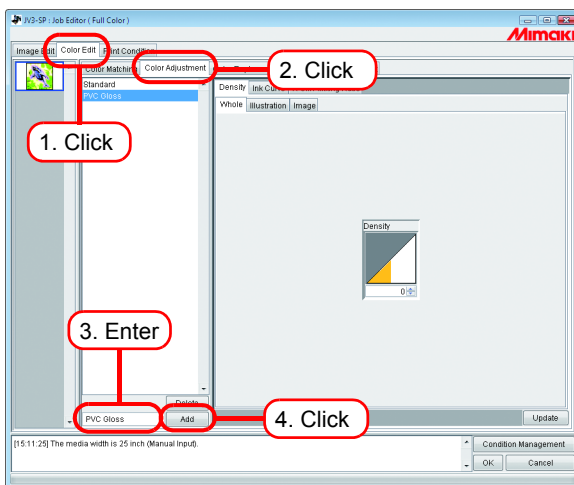 JV3-SP : Job Editor ( Full Color )
Mimaki
Image Edit Color Edit Print Condition
Color Matching Color Adjustment
2. Click
Standard
PVC Gloss
Density Ink Curve
Whole Illustration Image
1. Click
Density
0
3. Enter
Delete
PVC Gloss Add
4. Click
Update
[15:11:25] The media width is 25 inch (Manual Input).
Condition Management
OK Cancel